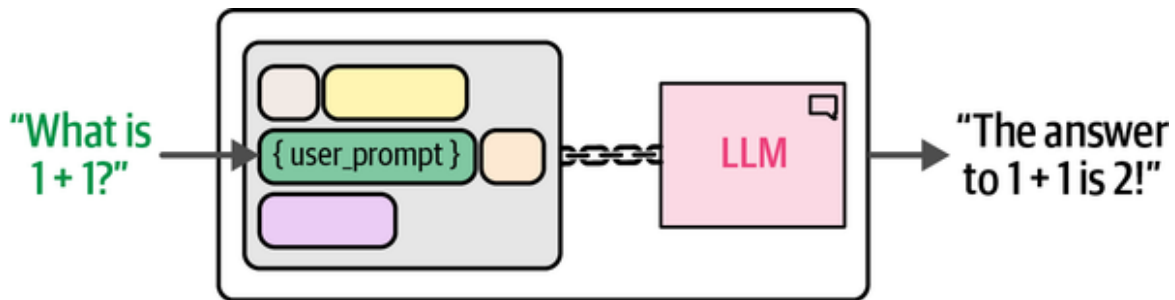 “What is
1 + 1?”
{ user_prompt }
LLM
“The answer
to 1 + 1 is 2!”